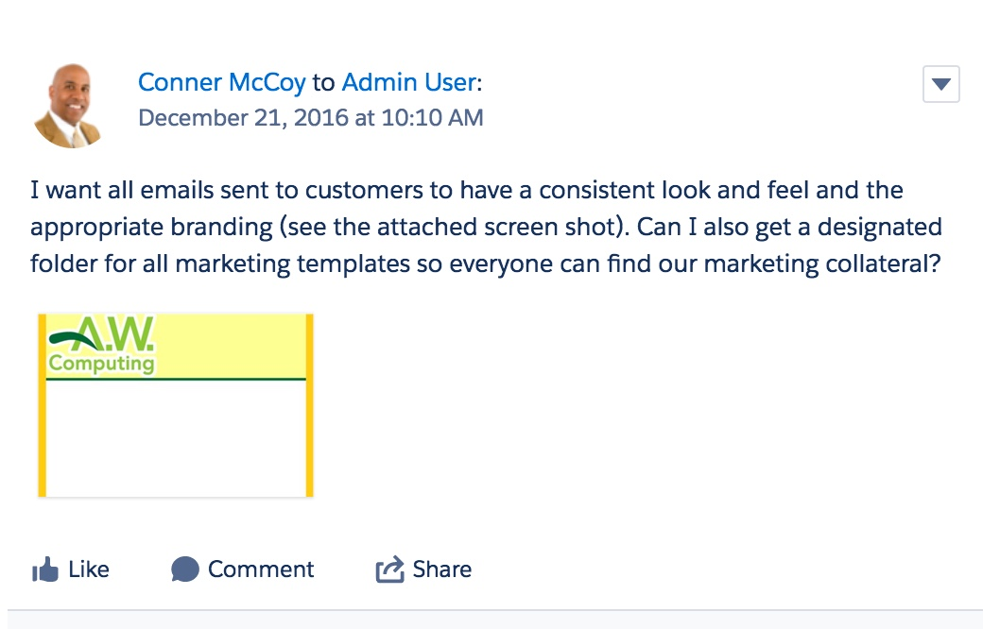 Conner McCoy to Admin User:
December 21, 2016 at 10:10 AM
I want all emails sent to customers to have a consistent look and feel and the
appropriate branding (see the attached screen shot). Can I also get a designated
folder for all marketing templates so everyone can find our marketing collateral?
A.W.
Computing
Like Comment Share